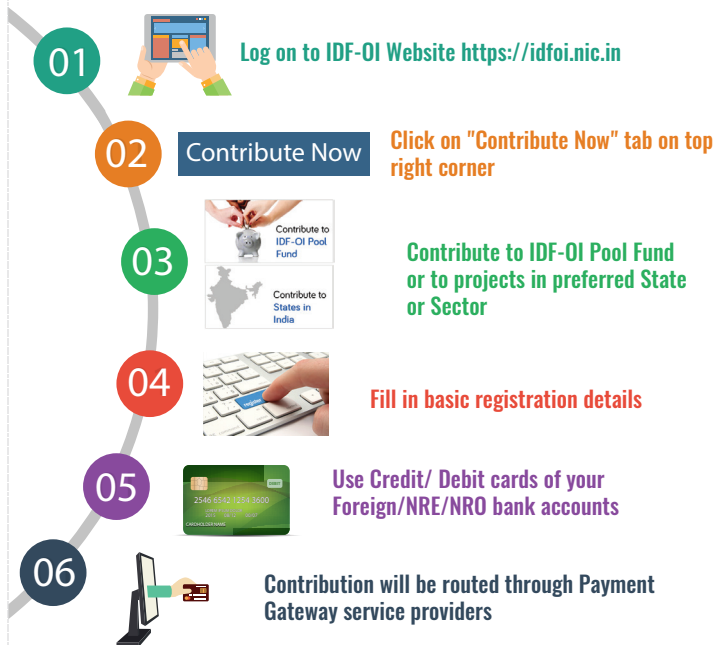 01
Log on to IDF-OI Website https://idfoi.nic.in
02
Contribute Now
Click on "Contribute Now" tab on top
right corner
03
Contribute to
IDF-OI Pool
Fund
Contribute to
States in
India
Contribute to IDF-OI Pool Fund
or to projects in preferred State
or Sector
04
register
Fill in basic registration details
05
CARDHOLDER NAME
Use Credit/ Debit cards of your
Foreign/NRE/NRO bank accounts
06
Contribution will be routed through Payment
Gateway service providers